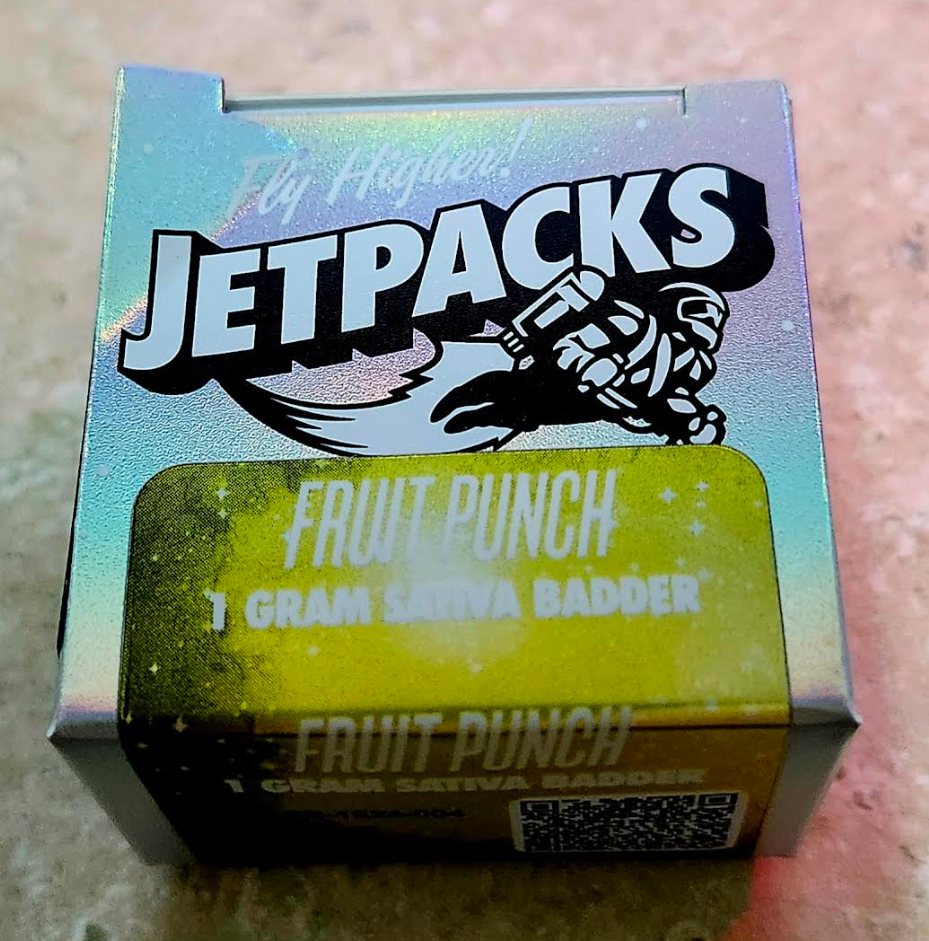 Fly Higher!
JETPACKS
FRUIT PUNCH
1 GRAM SATIVA BADDER
FRUIT PUNCH
1 GRAM SATIVA BADDER